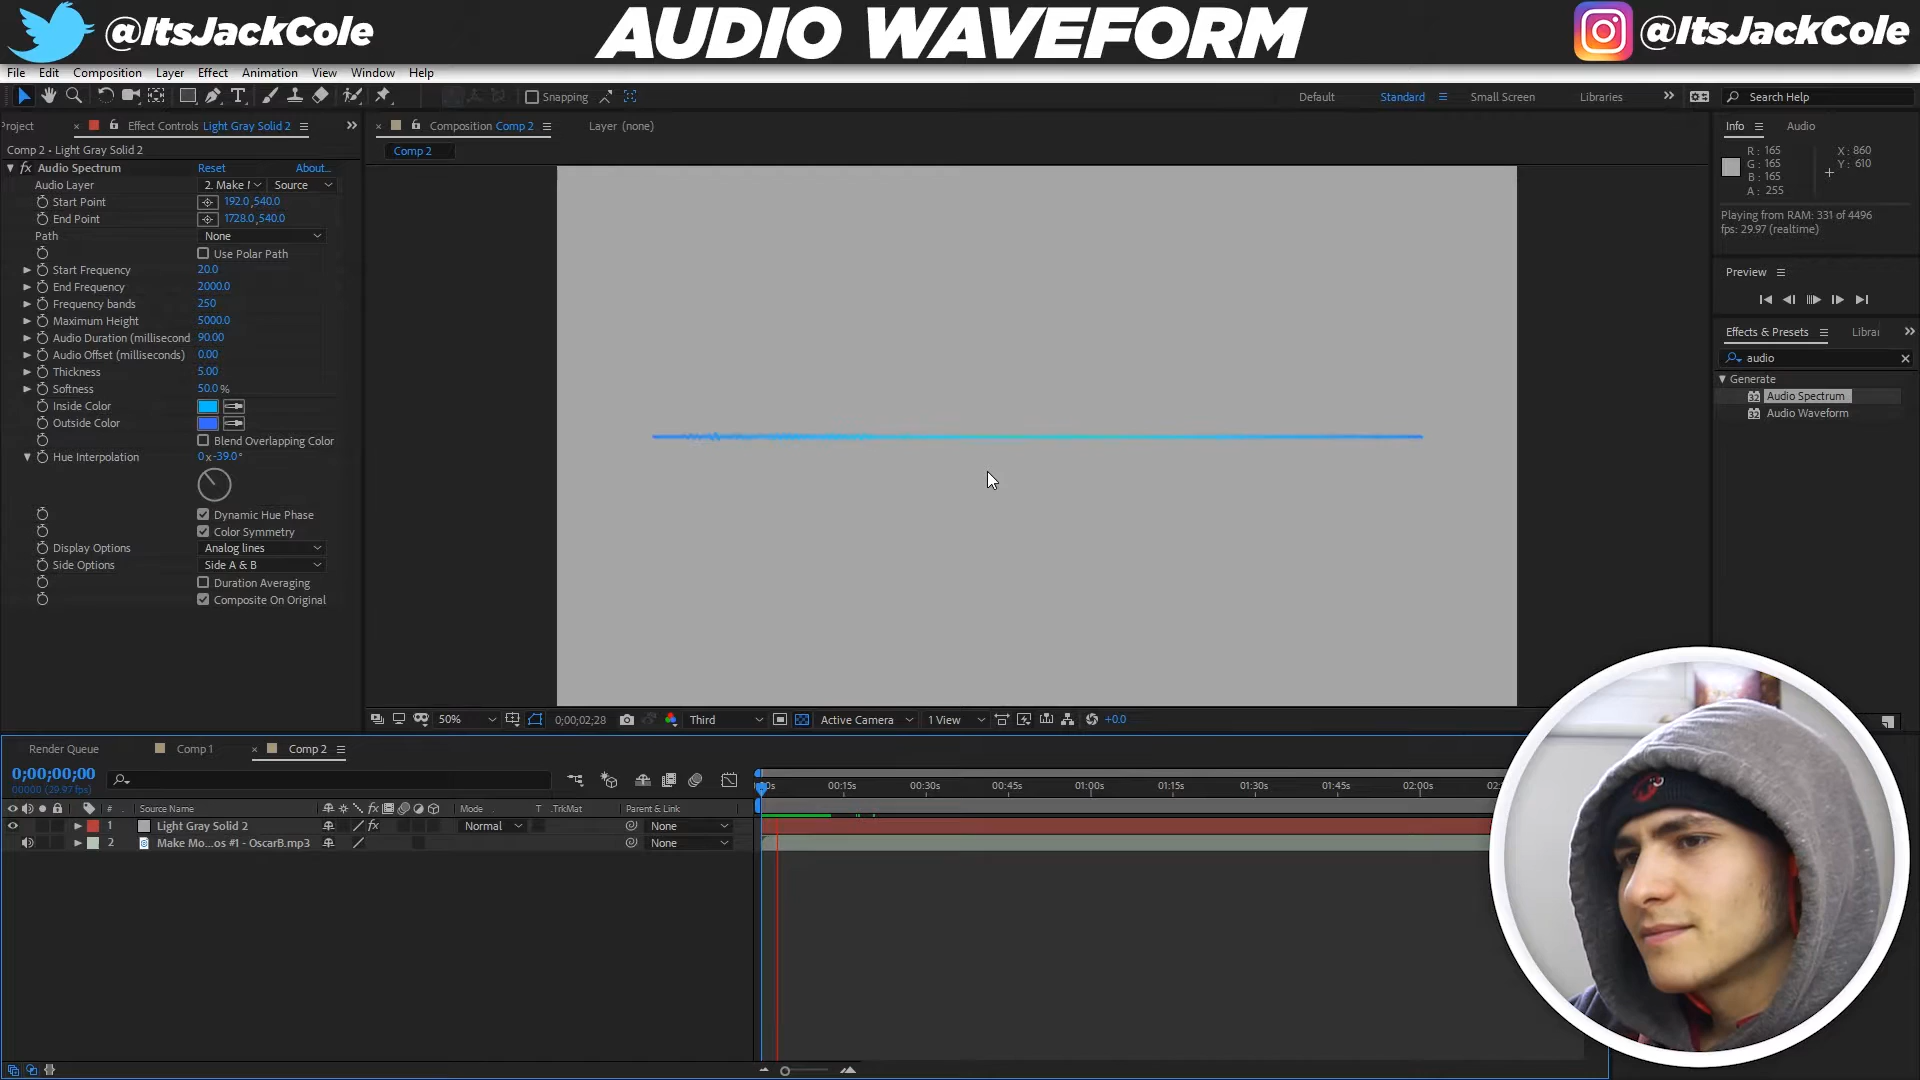 @ItsJackCole
AUDIO WAVEFORM
@ItsJackCole
File Edit Composition Layer Effect Animation View Window Help
Snapping
Default Standard Small Screen Libraries Search Help
Project Effect Controls Light Gray Solid 2
Composition Comp 2 Layer (none)
Info Audio
Comp 2 • Light Gray Solid 2
Comp 2
fx Audio Spectrum Reset About...
Audio Layer 2. Make Source
Start Point 192.0,540.0
End Point 1728.0,540.0
Path None
Use Polar Path
Start Frequency 20.0
End Frequency 2000.0
Frequency bands 250
Maximum Height 5000.0
Audio Duration (millisecond 90.00
Audio Offset (milliseconds) 0.00
Thickness 5.00
Softness 50.0 %
Inside Color
Outside Color
Blend Overlapping Color
Hue Interpolation 0x-39.0°
Dynamic Hue Phase
Color Symmetry
Display Options Analog lines
Side Options Side A & B
Duration Averaging
Composite On Original
R: 165 X: 860
G: 165 Y: 610
B: 165
A: 255
Playing from RAM: 331 of 4496
fps: 29.97 (realtime)
Preview
Effects & Presets Librar
audio
Generate
32 Audio Spectrum
32 Audio Waveform
50% 0;00;02;28 Third Active Camera 1 View +0.0
Render Queue Comp 1 Comp 2
0;00;00;00
00000 (29.97 fps)
00s 00:15s 00:30s 00:45s 01:00s 01:15s 01:30s 01:45s 02:00s
# Source Name fx Mode T .TrkMat Parent & Link
1 Light Gray Solid 2 fx Normal None
2 Make Mo...os #1 - OscarB.mp3 None